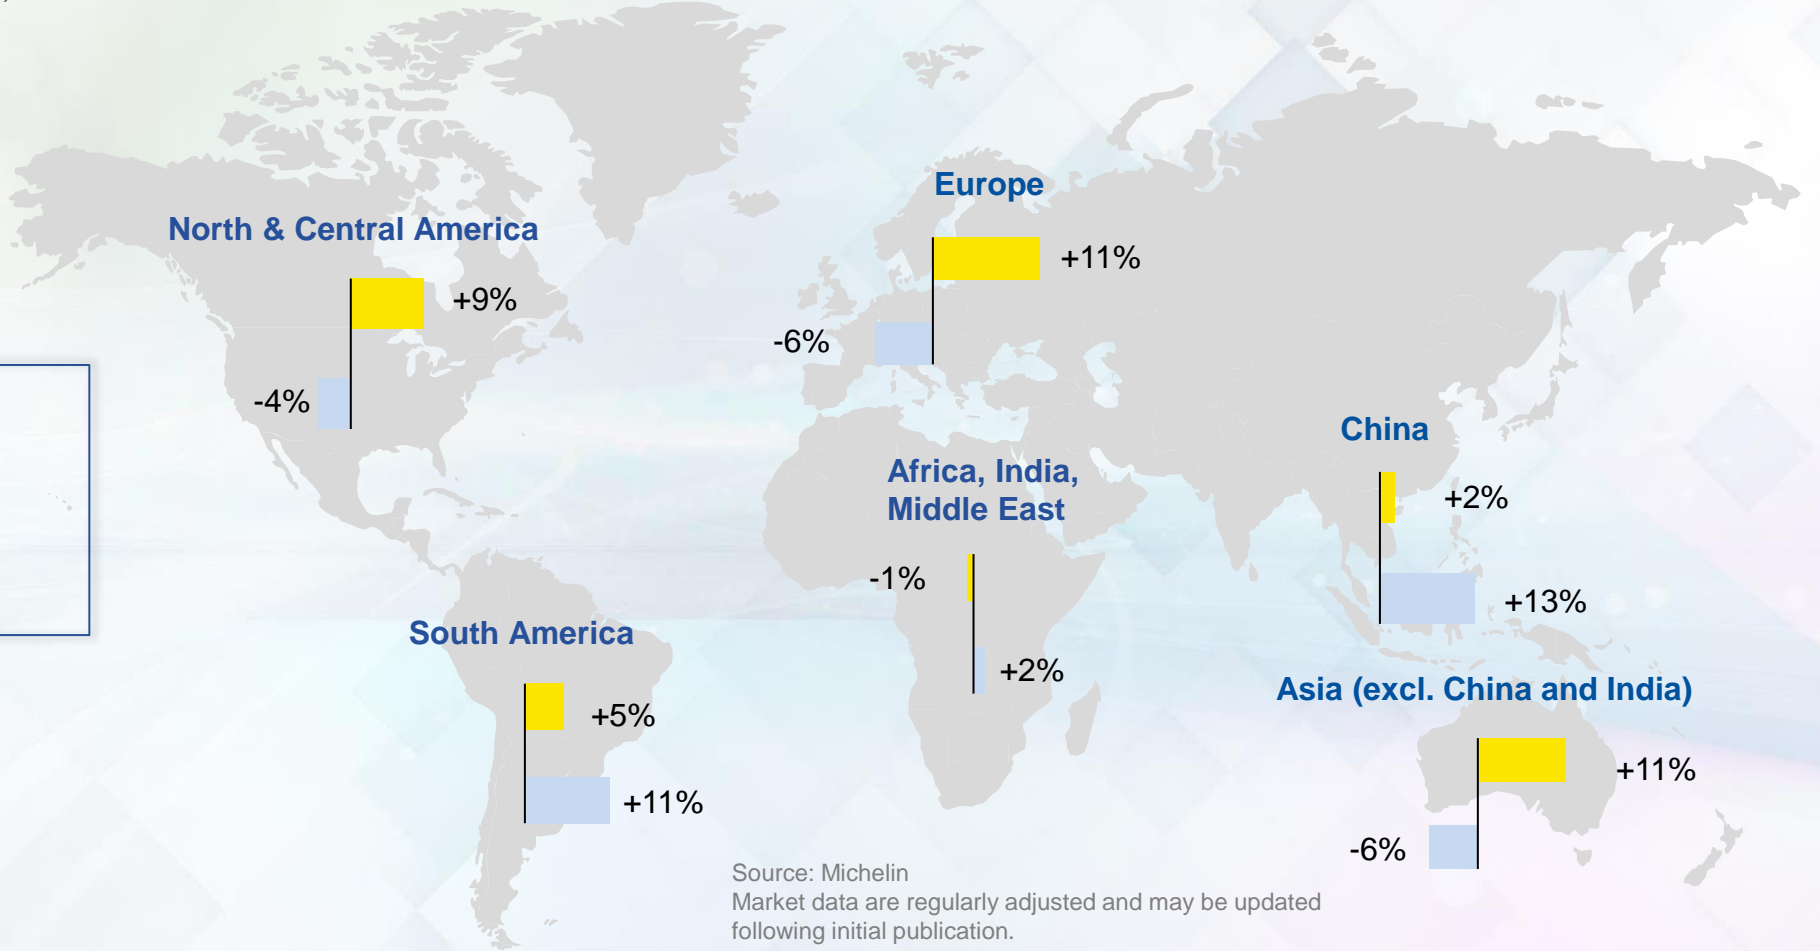 Europe
+11%
-6%
North & Central America
+9%
-4%
China
+2%
+13%
Africa, India,
Middle East
-1%
+2%
South America
+5%
+11%
Asia (excl. China and India)
+11%
-6%
Source: Michelin
Market data are regularly adjusted and may be updated
following initial publication.